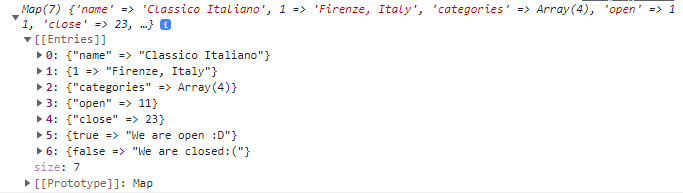 Map(7) {'name' => 'Classico Italiano', 1 => 'Firenze, Italy', 'categories' => Array(4), 'open' => 1
1, 'close' => 23, …} i
[[Entries]]
0: {"name" => "Classico Italiano"}
1: {1 => "Firenze, Italy"}
2: {"categories" => Array(4)}
3: {"open" => 11}
4: {"close" => 23}
5: {true => "We are open :D"}
6: {false => "We are closed:("}
size: 7
[[Prototype]]: Map